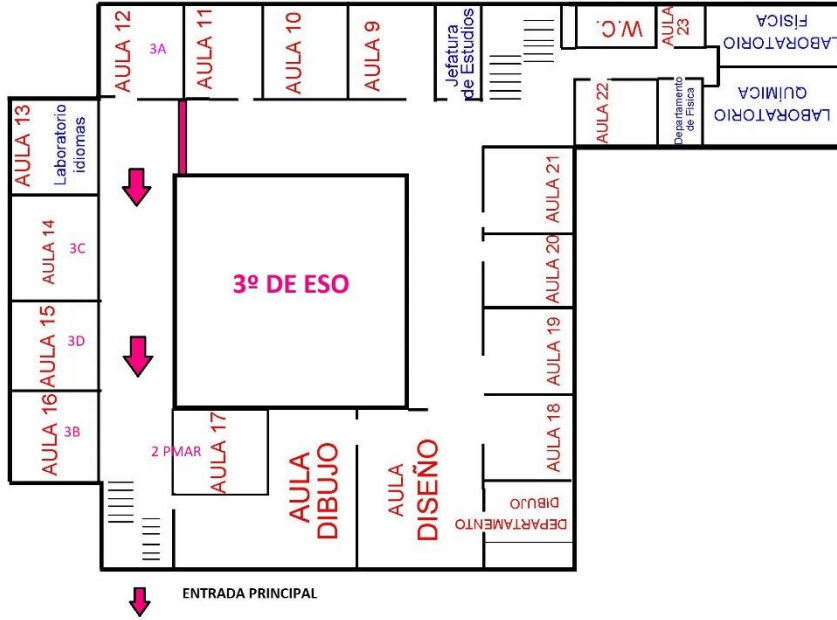 AULA 12
3A
AULA 11
AULA 10
AULA 9
Jefatura
de Estudios
W.C.
AULA
23
LABORATORIO
FÍSICA
AULA 13
Laboratorio
idiomas
AULA 22
Departamento
de Fisica
LABORATORIO
QUÍMICA
AULA 14
3C
AULA 21
AULA 20
3º DE ESO
AULA 15
3D
AULA 19
AULA 16
3B
2 PMAR
AULA 17
AULA
DIBUJO
AULA
DISEÑO
AULA 18
DEPARTAMENTO
DIBUJO
ENTRADA PRINCIPAL